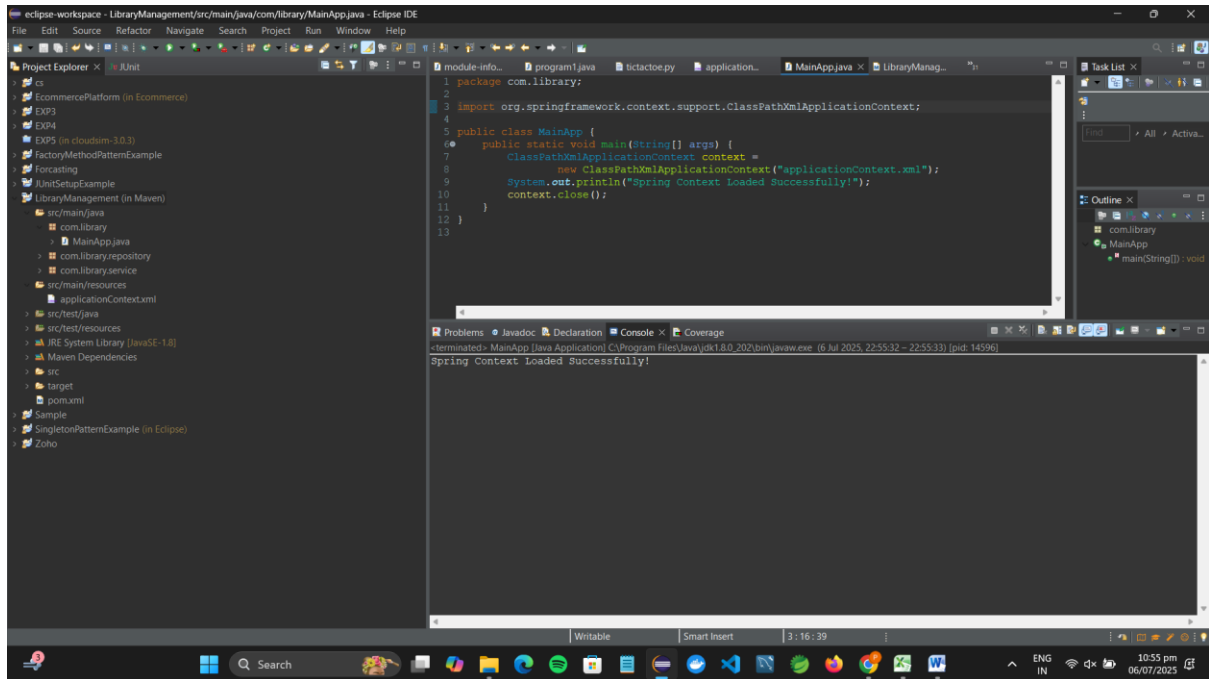 eclipse-workspace - LibraryManagement/src/main/java/com/library/MainApp.java - Eclipse IDE
File Edit Source Refactor Navigate Search Project Run Window Help
Project Explorer JUnit
cs
EcommercePlatform (in Ecommerce)
EXP3
EXP4
EXP5 (in cloudsim-3.0.3)
FactoryMethodPatternExample
Forcasting
JUnitSetupExample
LibraryManagement (in Maven)
src/main/java
com.library
MainApp.java
com.library.repository
com.library.service
src/main/resources
applicationContext.xml
src/test/java
src/test/resources
JRE System Library [JavaSE-1.8]
Maven Dependencies
src
target
pom.xml
Sample
SingletonPatternExample (in Eclipse)
Zoho
module-info... program1.java tictactoe.py application... MainApp.java LibraryManag...
1 package com.library;
2
3 import org.springframework.context.support.ClassPathXmlApplicationContext;
4
5 public class MainApp {
6 public static void main(String[] args) {
7 ClassPathXmlApplicationContext context =
8 new ClassPathXmlApplicationContext("applicationContext.xml");
9 System.out.println("Spring Context Loaded Successfully!");
10 context.close();
11 }
12 }
13
Task List
Find All Activa...
Outline
com.library
MainApp
main(String[]) : void
Problems Javadoc Declaration Console Coverage
<terminated> MainApp [Java Application] C:\Program Files\Java\jdk1.8.0_202\bin\javaw.exe (6 Jul 2025, 22:55:32 – 22:55:33) [pid: 14596]
Spring Context Loaded Successfully!
Writable Smart Insert 3 : 16 : 39
3
Search
ENG
IN
10:55 pm
06/07/2025